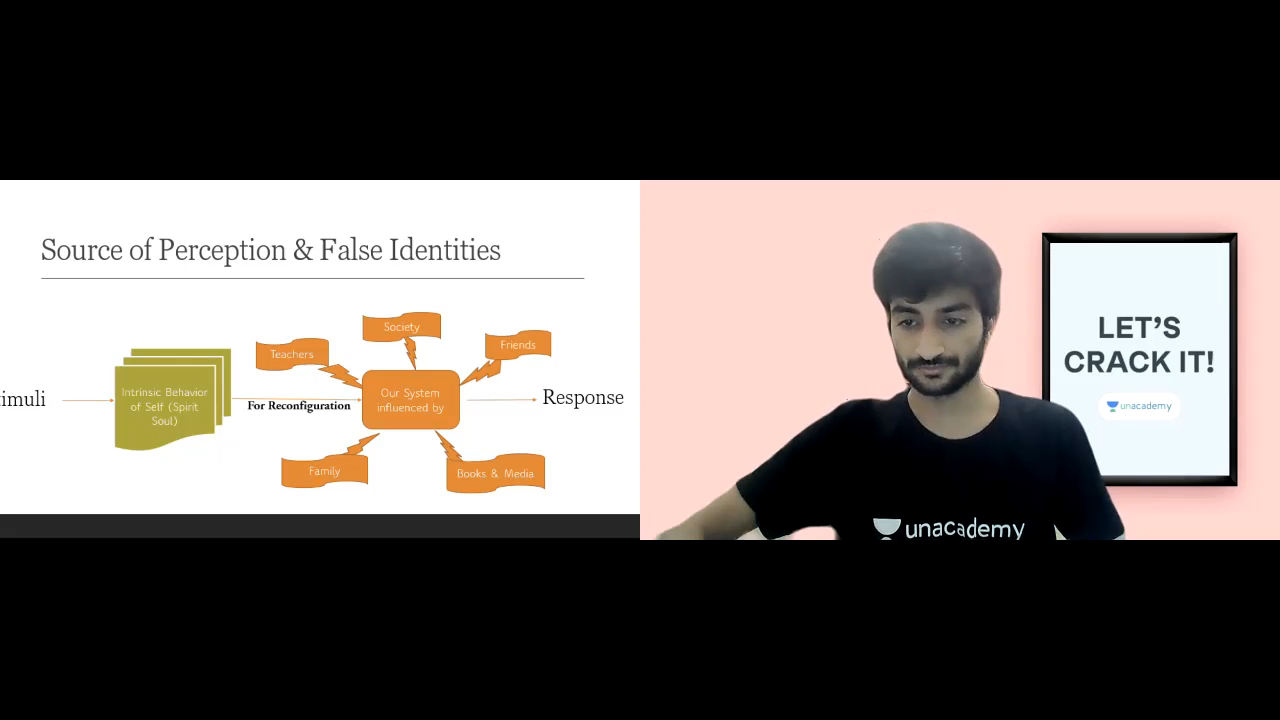 Source of Perception & False Identities
Society
Teachers
Friends
Intrinsic Behavior
of Self (Spirit
Soul)
For Reconfiguration
Our System
influenced by
Response
Family
Books & Media
LET'S
CRACK IT!
unacademy
unacademy